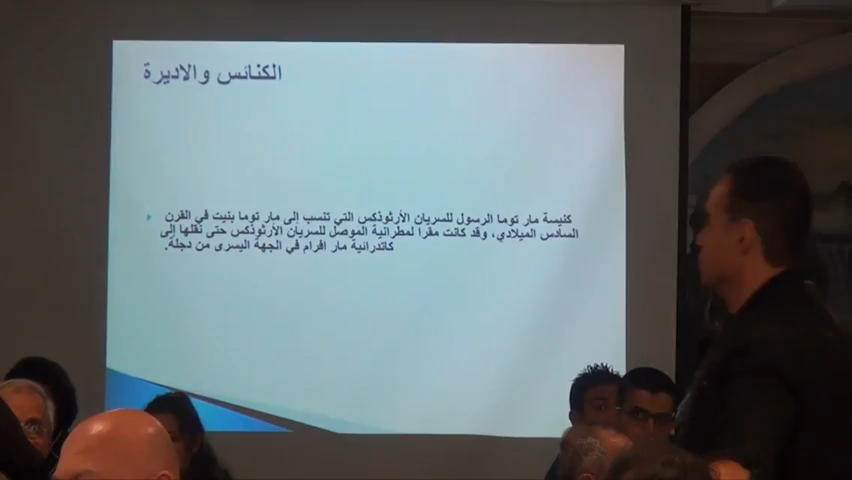 الكنائس والاديرة
كنيسة مار توما الرسول للسريان الأرثوذكس التي تنسب إلى مار توما بنيت في القرن
السادس الميلادي، وقد كانت مقرا لمطرانية الموصل للسريان الأرثوذكس حتى نقلها إلى
كاتدرائية مار افرام في الجهة اليسرى من دجلة.